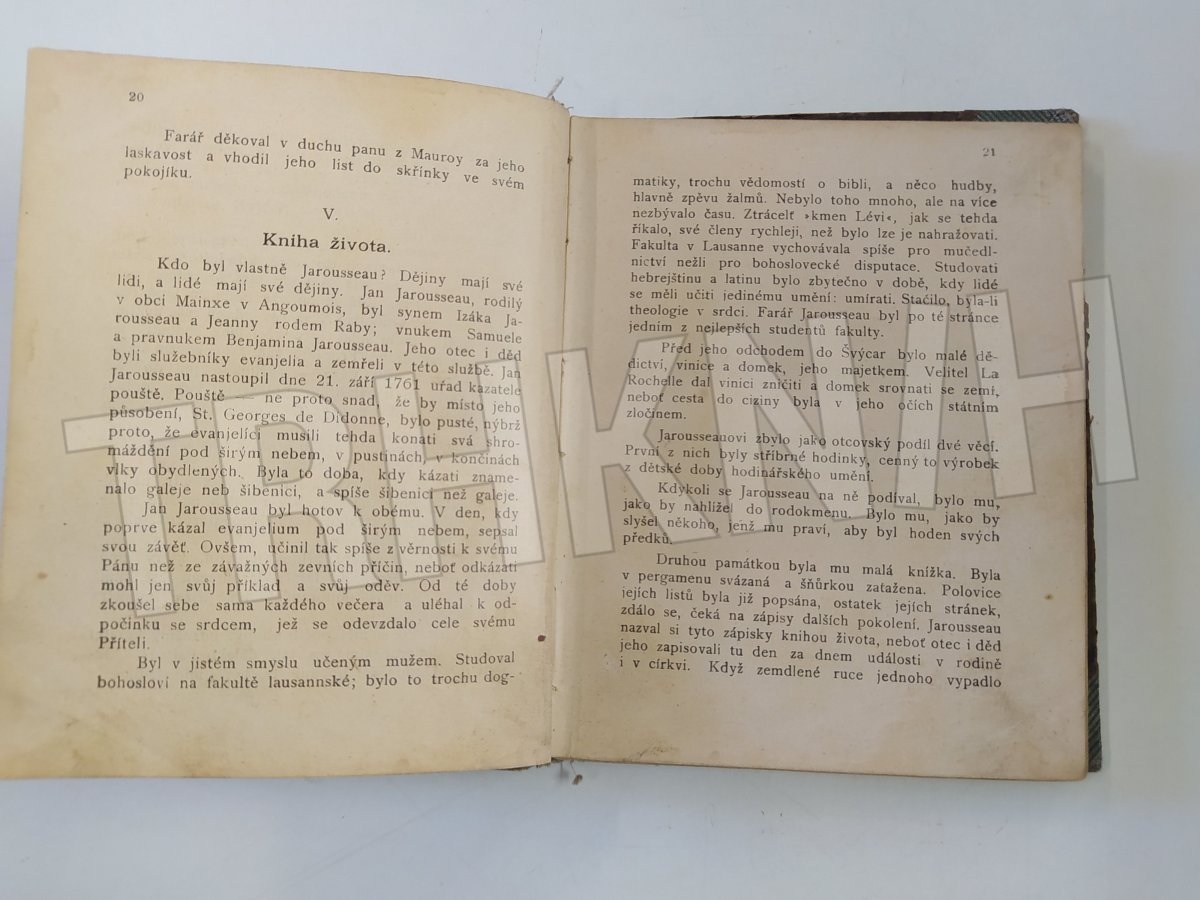 20
Farář děkoval v duchu panu z Mauroy za jeho
laskavost a vhodil jeho list do skřínky ve svém
pokojíku.
V.
Kniha života.
Kdo byl vlastně Jarousseau? Dějiny mají své
lidi, a lidé mají své dějiny. Jan Jarousseau, rodilý
v obci Mainxe v Angoumois, byl synem Izáka Ja-
rousseau a Jeanny rodem Raby; vnukem Samuele
a pravnukem Benjamina Jarousseau. Jeho otec i děd
byli služebníky evanjelia a zemřeli v této službě. Jan
Jarousseau nastoupil dne 21. září 1761 uřad kazatele
pouště. Pouště — ne proto snad, že by místo jeho
působení, St. Georges de Didonne, bylo pusté, nýbrž
proto, že evanjelíci musili tehda konati svá shro-
máždění pod širým nebem, v pustinách, v končinách
vlky obydlených. Byla to doba, kdy kázati zname-
nalo galeje neb šibenici, a spíše šibenici než galeje.
Jan Jarousseau byl hotov k obému. V den, kdy
poprve kázal evanjelium pod širým nebem, sepsal
svou závěť. Ovšem, učinil tak spíše z věrnosti k svému
Pánu než ze závažných zevních příčin, neboť odkázati
mohl jen svůj příklad a svůj oděv. Od té doby
zkoušel sebe sama každého večera a uléhal k od-
počinku se srdcem, jež se odevzdalo cele svému
Příteli.
Byl v jistém smyslu učeným mužem. Studoval
bohosloví na fakultě lausannské; bylo to trochu dog-
21
matiky, trochu vědomostí o bibli, a něco hudby,
hlavně zpěvu žalmů. Nebylo toho mnoho, ale na více
nezbývalo času. Ztrácelť »kmen Lévi«, jak se tehda
říkalo, své členy rychleji, než bylo lze je nahražovati.
Fakulta v Lausanne vychovávala spíše pro mučedl-
nictví nežli pro bohoslovecké disputace. Studovati
hebrejštinu a latinu bylo zbytečno v době, kdy lidé
se měli učiti jedinému umění: umírati. Stačilo, byla-li
theologie v srdci. Farář Jarousseau byl po té stránce
jedním z nejlepších studentů fakulty.
Před jeho odchodem do Švýcar bylo malé dě-
dictví, vinice a domek, jeho majetkem. Velitel La
Rochelle dal vinici zničiti a domek srovnati se zemí,
neboť cesta do ciziny byla v jeho očích státním
zločinem.
Jarousseauovi zbylo jako otcovský podíl dvé věcí.
První z nich byly stříbrné hodinky, cenný to výrobek
z dětské doby hodinářského umění.
Kdykoli se Jarousseau na ně podíval, bylo mu,
jako by nahlížel do rodokmenu. Bylo mu, jako by
slyšel někoho, jenž mu praví, aby byl hoden svých
předků.
Druhou památkou byla mu malá knížka. Byla
v pergamenu svázaná a šňůrkou zatažena. Polovice
jejích listů byla již popsána, ostatek jejích stránek,
zdálo se, čeká na zápisy dalších pokolení. Jarousseau
nazval si tyto zápisky knihou života, neboť otec i děd
jeho zapisovali tu den za dnem události v rodině
i v církvi. Když zemdlené ruce jednoho vypadlo
TRHKNIH